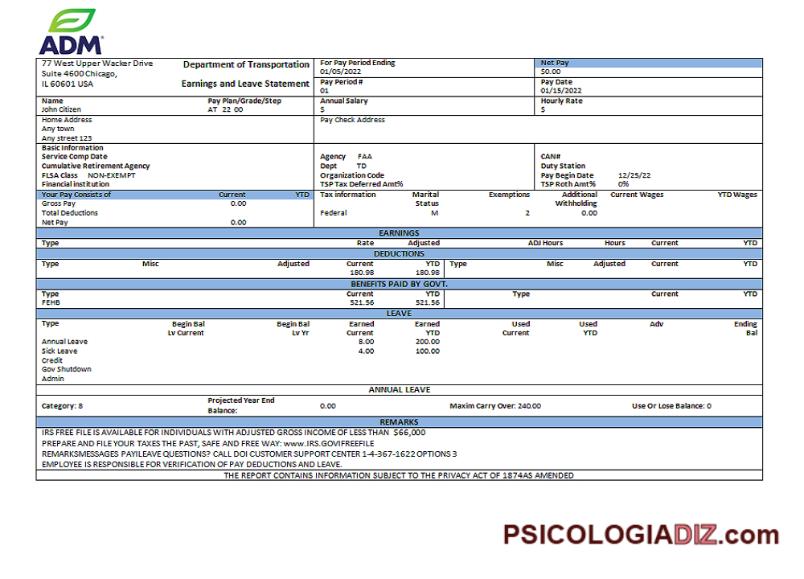 ADM
77 West Upper Wacker Drive
Suite 4600 Chicago,
IL 60601 USA
Department of Transportation
Earnings and Leave Statement
For Pay Period Ending
01/05/2022
Net Pay
$0.00
Pay Period #
01
Pay Date
01/15/2022
Name Pay Plan/Grade/Step Annual Salary Hourly Rate
John Citizen AT 22 00 $ $
Home Address Pay Check Address
Any town
Any street 123
Basic Information
Service Comp Date Agency FAA CAN#
Cumulative Retirement Agency Dept TD Duty Station
FLSA Class NON-EXEMPT Organization Code Pay Begin Date 12/25/22
Financial institution TSP Tax Deferred Amt% TSP Roth Amt% 0%
Your Pay Consists of Current YTD Tax information Marital Status Exemptions Additional Withholding Current Wages YTD Wages
Gross Pay 0.00
Total Deductions Federal M 2 0.00
Net Pay 0.00
EARNINGS
Type Rate Adjusted ADJ Hours Hours Current YTD
DEDUCTIONS
Type Misc Adjusted Current YTD Type Misc Adjusted Current YTD
180.98 180.98
BENEFITS PAID BY GOVT.
Type Current YTD Type Current YTD
FEHB 521.56 521.56
LEAVE
Type Begin Bal Begin Bal Earned Earned Used Used Adv Ending
Lv Current Lv Yr Current YTD Current YTD Bal
Annual Leave 8.00 200.00
Sick Leave 4.00 100.00
Credit
Gov Shutdown
Admin
ANNUAL LEAVE
Category: 8 Projected Year End Balance: 0.00 Maxim Carry Over: 240.00 Use Or Lose Balance: 0
REMARKS
IRS FREE FILE IS AVAILABLE FOR INDIVIDUALS WITH ADJUSTED GROSS INCOME OF LESS THAN $66,000
PREPARE AND FILE YOUR TAXES THE PAST, SAFE AND FREE WAY: www.IRS.GOVIFREEFILE
REMARKSMESSAGES PAYILEAVE QUESTIONS? CALL DOI CUSTOMER SUPPORT CENTER 1-4-367-1622 OPTIONS 3
EMPLOYEE IS RESPONSIBLE FOR VERIFICATION OF PAY DEDUCTIONS AND LEAVE.
THE REPORT CONTAINS INFORMATION SUBJECT TO THE PRIVACY ACT OF 1874AS AMENDED
PSICOLOGIADIZ.com